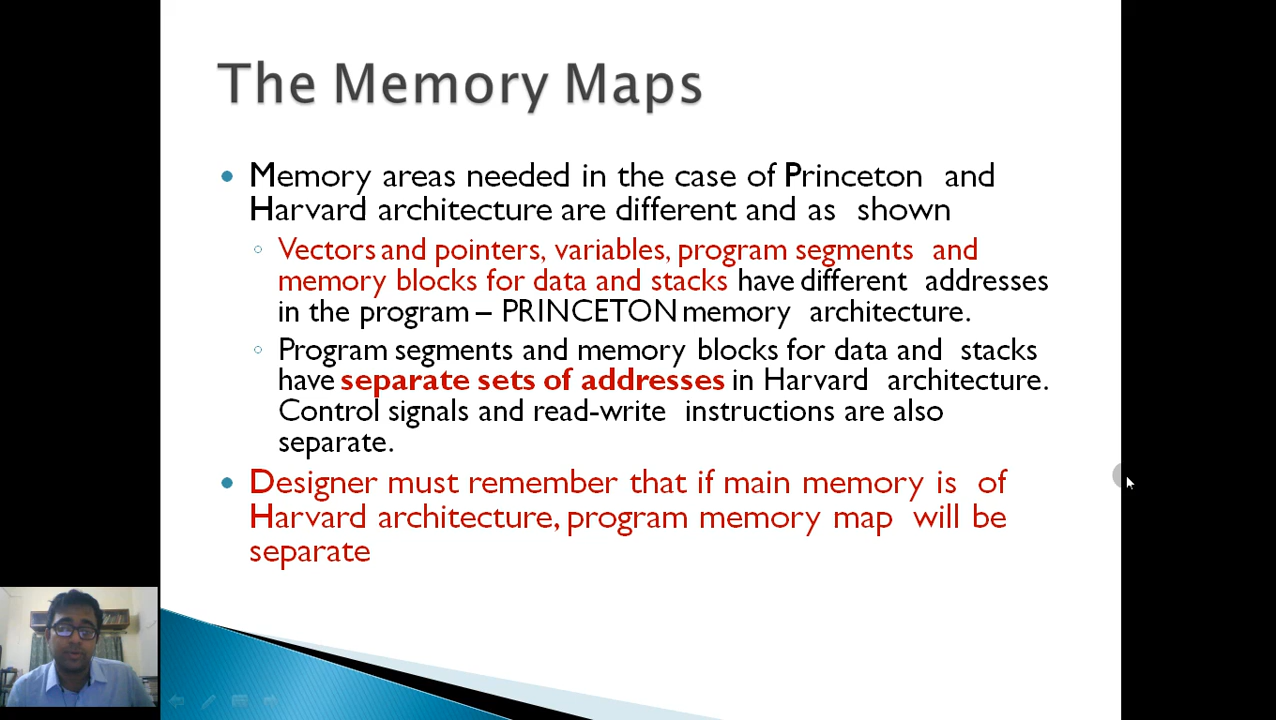 The Memory Maps
Memory areas needed in the case of Princeton and
Harvard architecture are different and as shown
Vectors and pointers, variables, program segments and
memory blocks for data and stacks have different addresses
in the program – PRINCETON memory architecture.
Program segments and memory blocks for data and stacks
have separate sets of addresses in Harvard architecture.
Control signals and read-write instructions are also
separate.
Designer must remember that if main memory is of
Harvard architecture, program memory map will be
separate